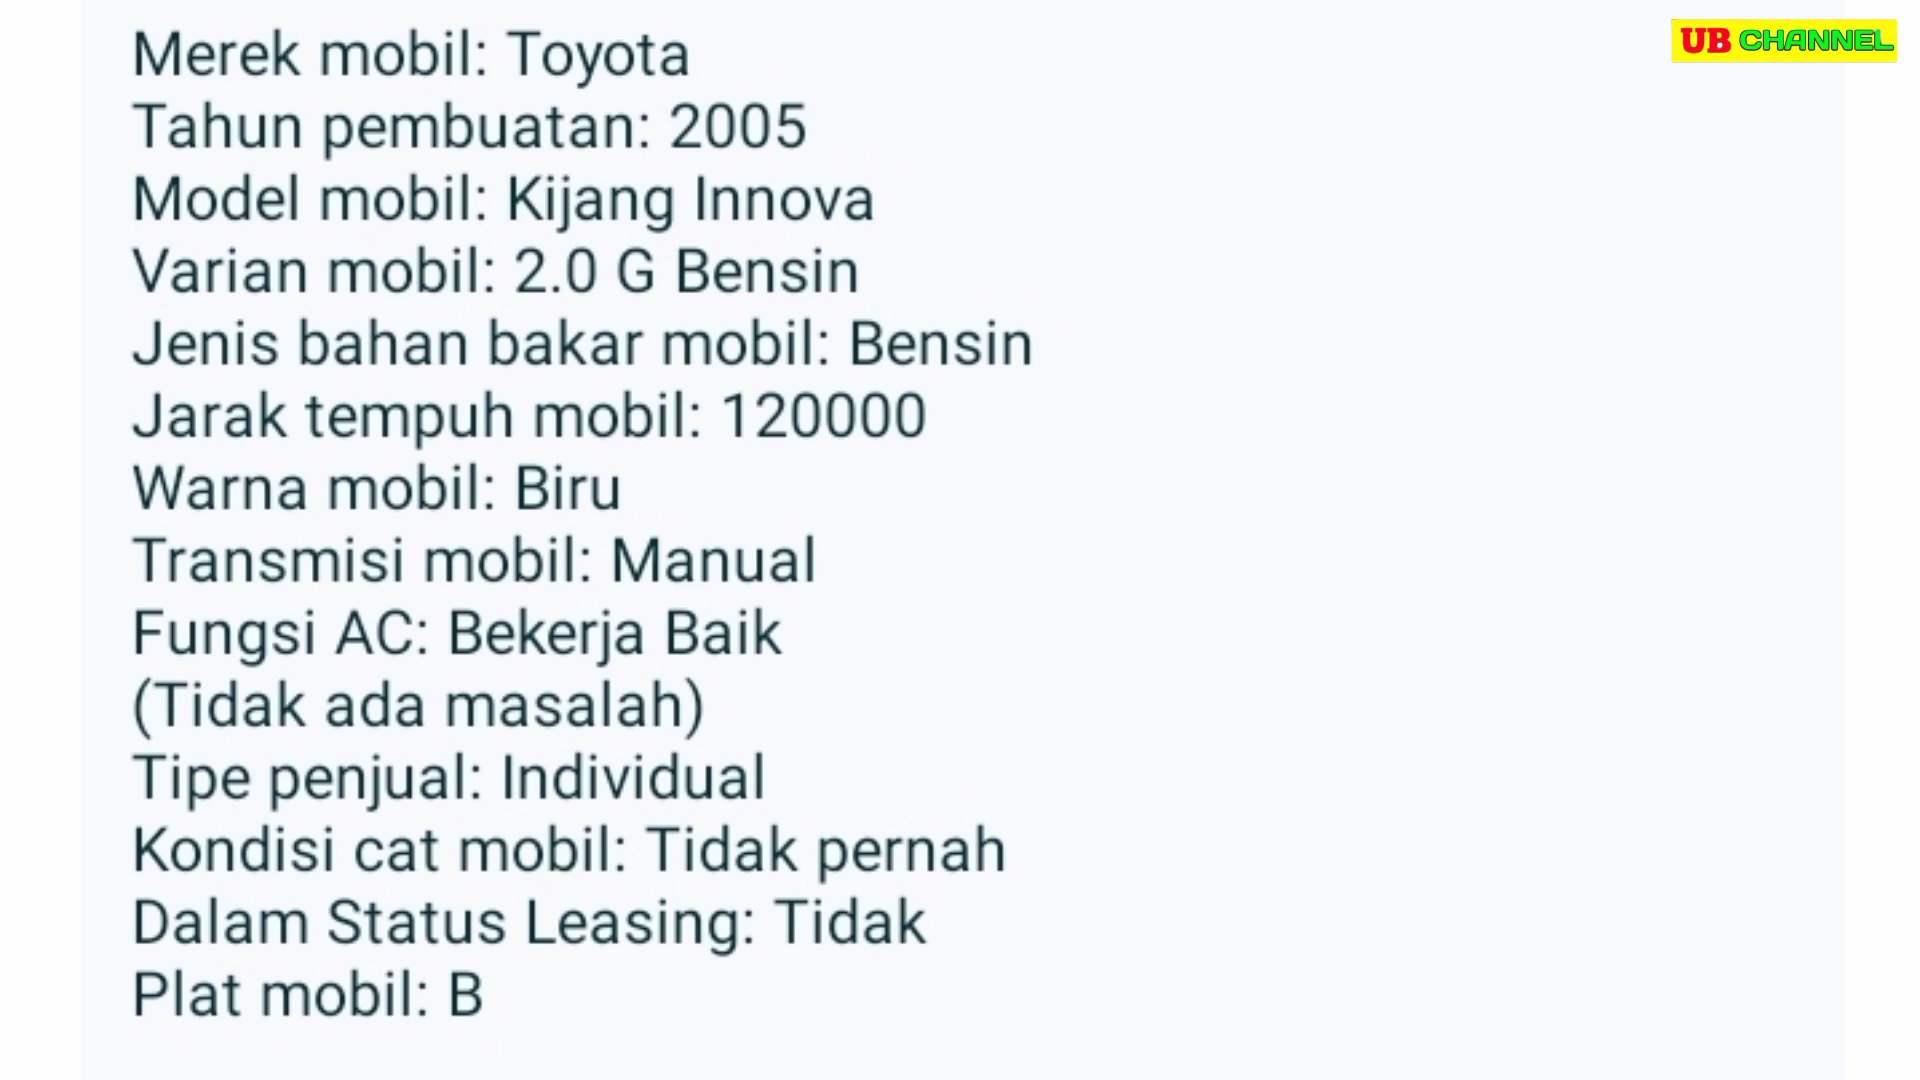 UB CHANNEL
Merek mobil: Toyota
Tahun pembuatan: 2005
Model mobil: Kijang Innova
Varian mobil: 2.0 G Bensin
Jenis bahan bakar mobil: Bensin
Jarak tempuh mobil: 120000
Warna mobil: Biru
Transmisi mobil: Manual
Fungsi AC: Bekerja Baik
(Tidak ada masalah)
Tipe penjual: Individual
Kondisi cat mobil: Tidak pernah
Dalam Status Leasing: Tidak
Plat mobil: B